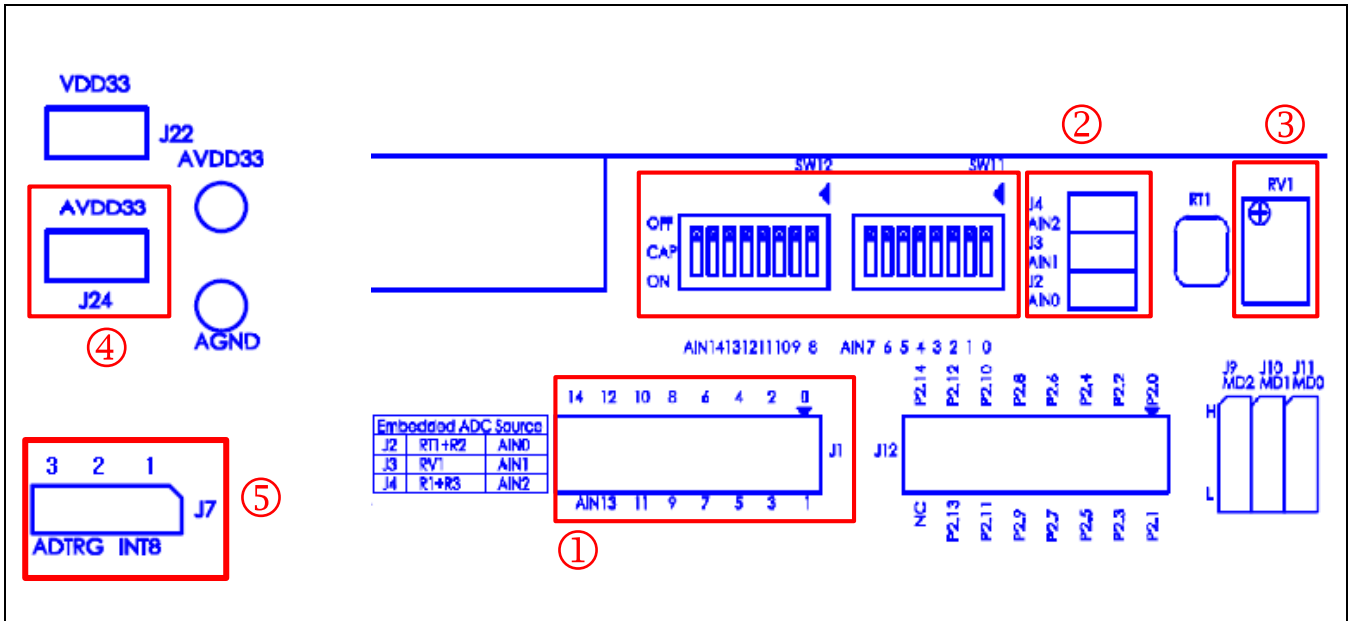 VDD33
J22
AVDD33
AVDD33
J24
④
AGND
3 2 1
J7
ADTRG INT8
⑤
SW12 SW11
OFF
CAP
ON
②
J4
AIN2
J3
AIN1
J2
AIN0
RT1
③
RV1
AIN14131211109 8 AIN7 6 5 4 3 2 1 0
14 12 10 8 6 4 2 0
J1
AIN13 11 9 7 5 3 1
①
Embedded ADC Source
J2 RT1+R2 AIN0
J3 RV1 AIN1
J4 R1+R3 AIN2
P2.14 P2.12 P2.10 P2.8 P2.6 P2.4 P2.2 P2.0
J12
NC P2.13 P2.11 P2.9 P2.7 P2.5 P2.3 P2.1
J9 J10 J11
MD2 MD1 MD0
H
L